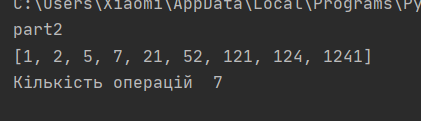 C:\Users\Xiaomi\AppData\Local\Programs\Py
part2
[1, 2, 5, 7, 21, 52, 121, 124, 1241]
Кількість операцій  7